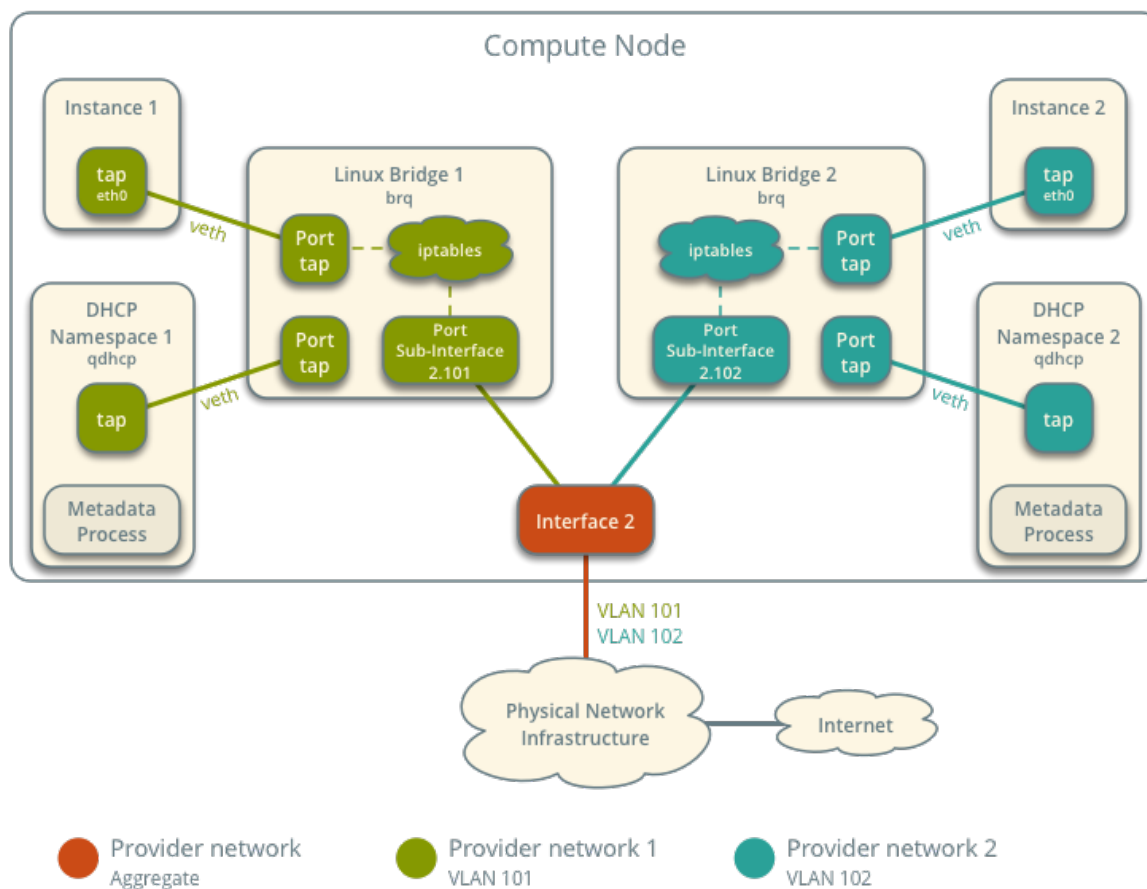 Compute Node
Instance 1
tap
eth0
veth
DHCP
Namespace 1
qdhcp
tap
veth
Metadata
Process
Linux Bridge 1
brq
Port
tap
iptables
Port
tap
Port
Sub-Interface
2.101
Linux Bridge 2
brq
iptables
Port
tap
Port
Sub-Interface
2.102
Port
tap
Instance 2
tap
eth0
veth
DHCP
Namespace 2
qdhcp
tap
veth
Metadata
Process
Interface 2
VLAN 101
VLAN 102
Physical Network
Infrastructure
Internet
Provider network
Aggregate
Provider network 1
VLAN 101
Provider network 2
VLAN 102